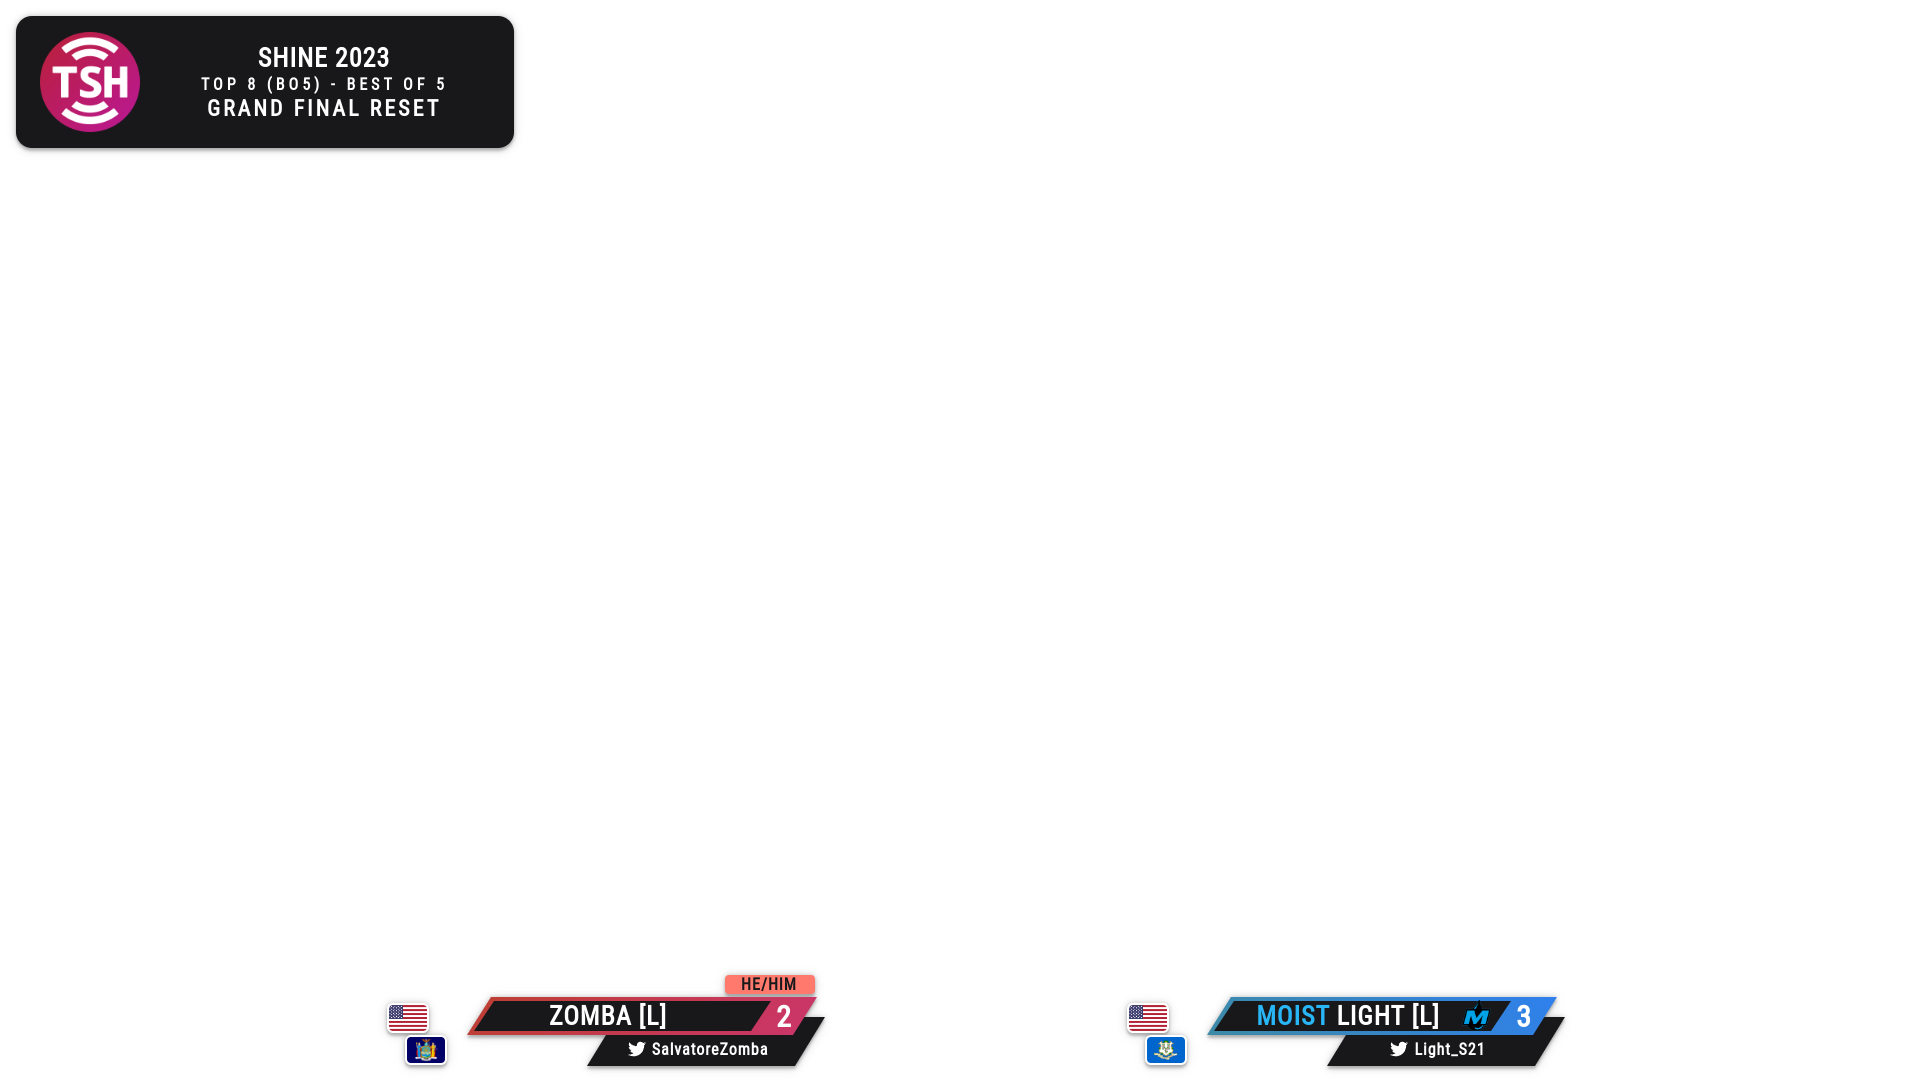 TSH
SHINE 2023
TOP 8 (BO5) - BEST OF 5
GRAND FINAL RESET
HE/HIM
ZOMBA [L] 2
SalvatoreZomba
MOIST LIGHT [L] M 3
Light_S21